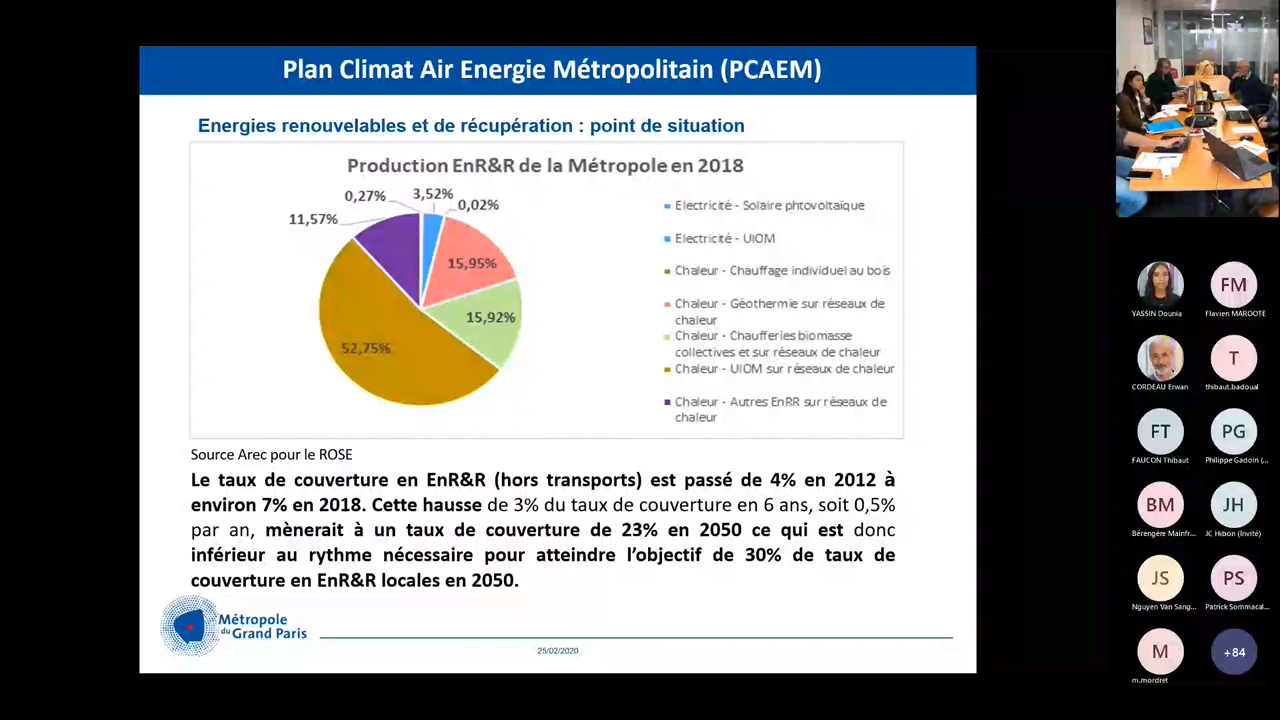 Plan Climat Air Energie Métropolitain (PCAEM)
Energies renouvelables et de récupération : point de situation
Production EnR&R de la Métropole en 2018
0,27%
3,52%
0,02%
11,57%
15,95%
15,92%
52,75%
Electricité - Solaire phtovoltaïque
Electricité - UIOM
Chaleur - Chauffage individuel au bois
Chaleur - Géothermie sur réseaux de
chaleur
Chaleur - Chaufferies biomasse
collectives et sur réseaux de chaleur
Chaleur - UIOM sur réseaux de chaleur
Chaleur - Autres EnRR sur réseaux de
chaleur
Source Arec pour le ROSE
Le taux de couverture en EnR&R (hors transports) est passé de 4% en 2012 à
environ 7% en 2018. Cette hausse de 3% du taux de couverture en 6 ans, soit 0,5%
par an, mènerait à un taux de couverture de 23% en 2050 ce qui est donc
inférieur au rythme nécessaire pour atteindre l'objectif de 30% de taux de
couverture en EnR&R locales en 2050.
Métropole
du Grand Paris
25/02/2020
YASSIN Dounia
FM
Flavien MAROOTE
CORDEAU Erwan
T
thibaut.badoual
FT
FAUCON Thibaut
PG
Philippe Gadoin (...
BM
Bérengère Mainfr...
JH
JC Hibon (Invité)
JS
Nguyen Van Sang...
PS
Patrick Sommacal...
M
m.mordret
+84